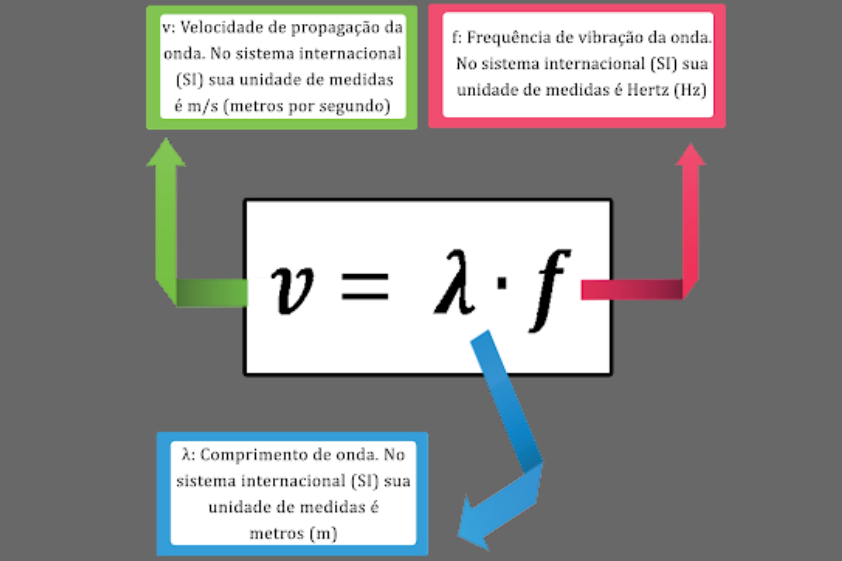 v: Velocidade de propagação da
onda. No sistema internacional
(SI) sua unidade de medidas
é m/s (metros por segundo)
f: Frequência de vibração da onda.
No sistema internacional (SI) sua
unidade de medidas é Hertz (Hz)
v = λ · f
λ: Comprimento de onda. No
sistema internacional (SI) sua
unidade de medidas é
metros (m)